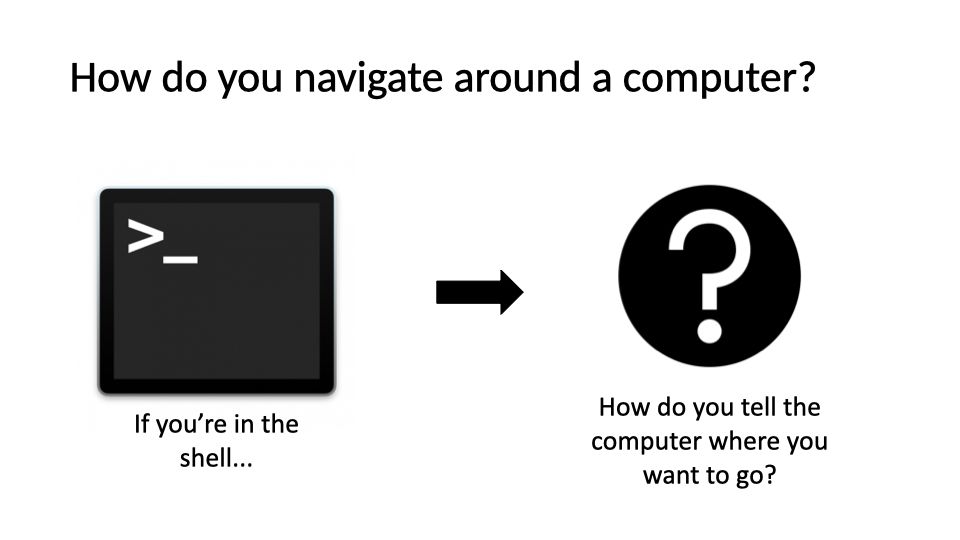 How do you navigate around a computer?
>_
If you’re in the
shell...
How do you tell the
computer where you
want to go?